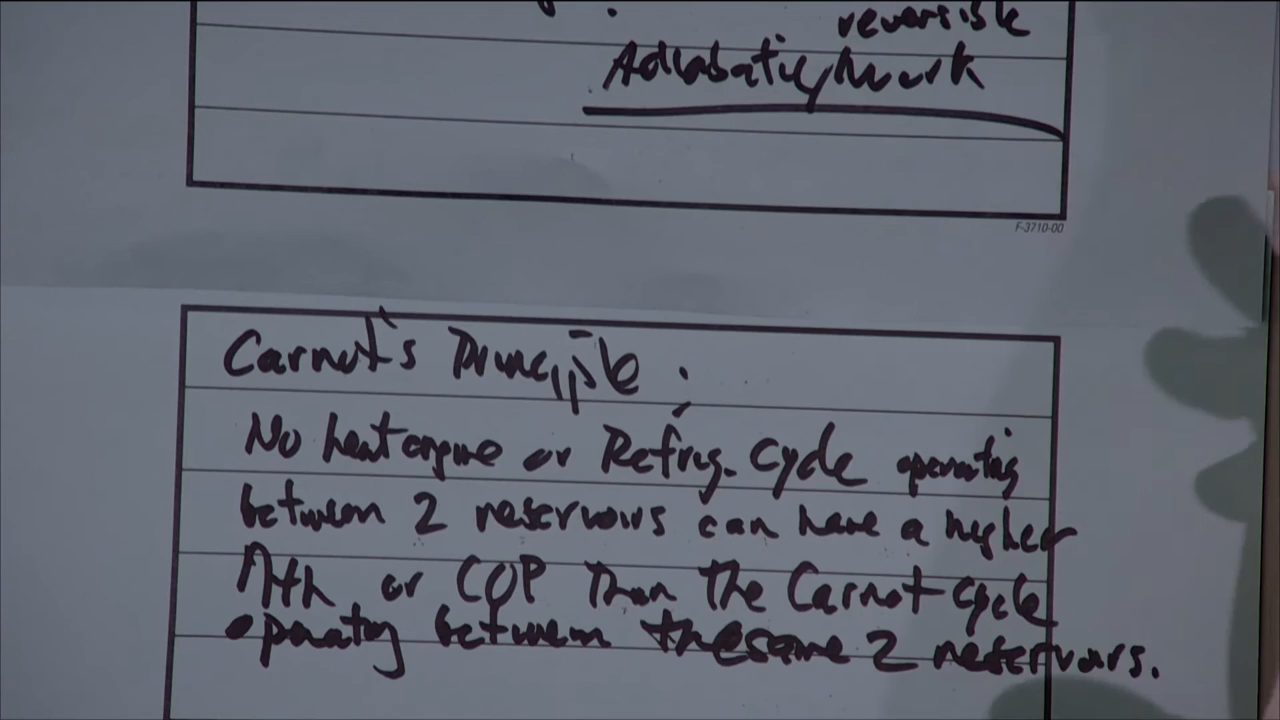 reversible
Adiabatic, Work
F-3710-00
Carnot's Principle:
No heat engine or Refrig. Cycle operating
between 2 reservoirs can have a higher
ηth or COP Than the Carnot cycle
operating between the same 2 reservoirs.